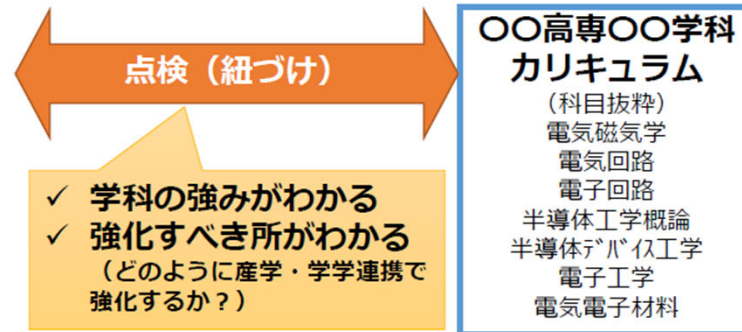 点検（紐づけ）
✓ 学科の強みがわかる
✓ 強化すべき所がわかる
（どのように産学・学学連携で
強化するか？）
〇〇高専〇〇学科
カリキュラム
（科目抜粋）
電気磁気学
電気回路
電子回路
半導体工学概論
半導体ﾃﾞﾊﾞｲｽ工学
電子工学
電気電子材料